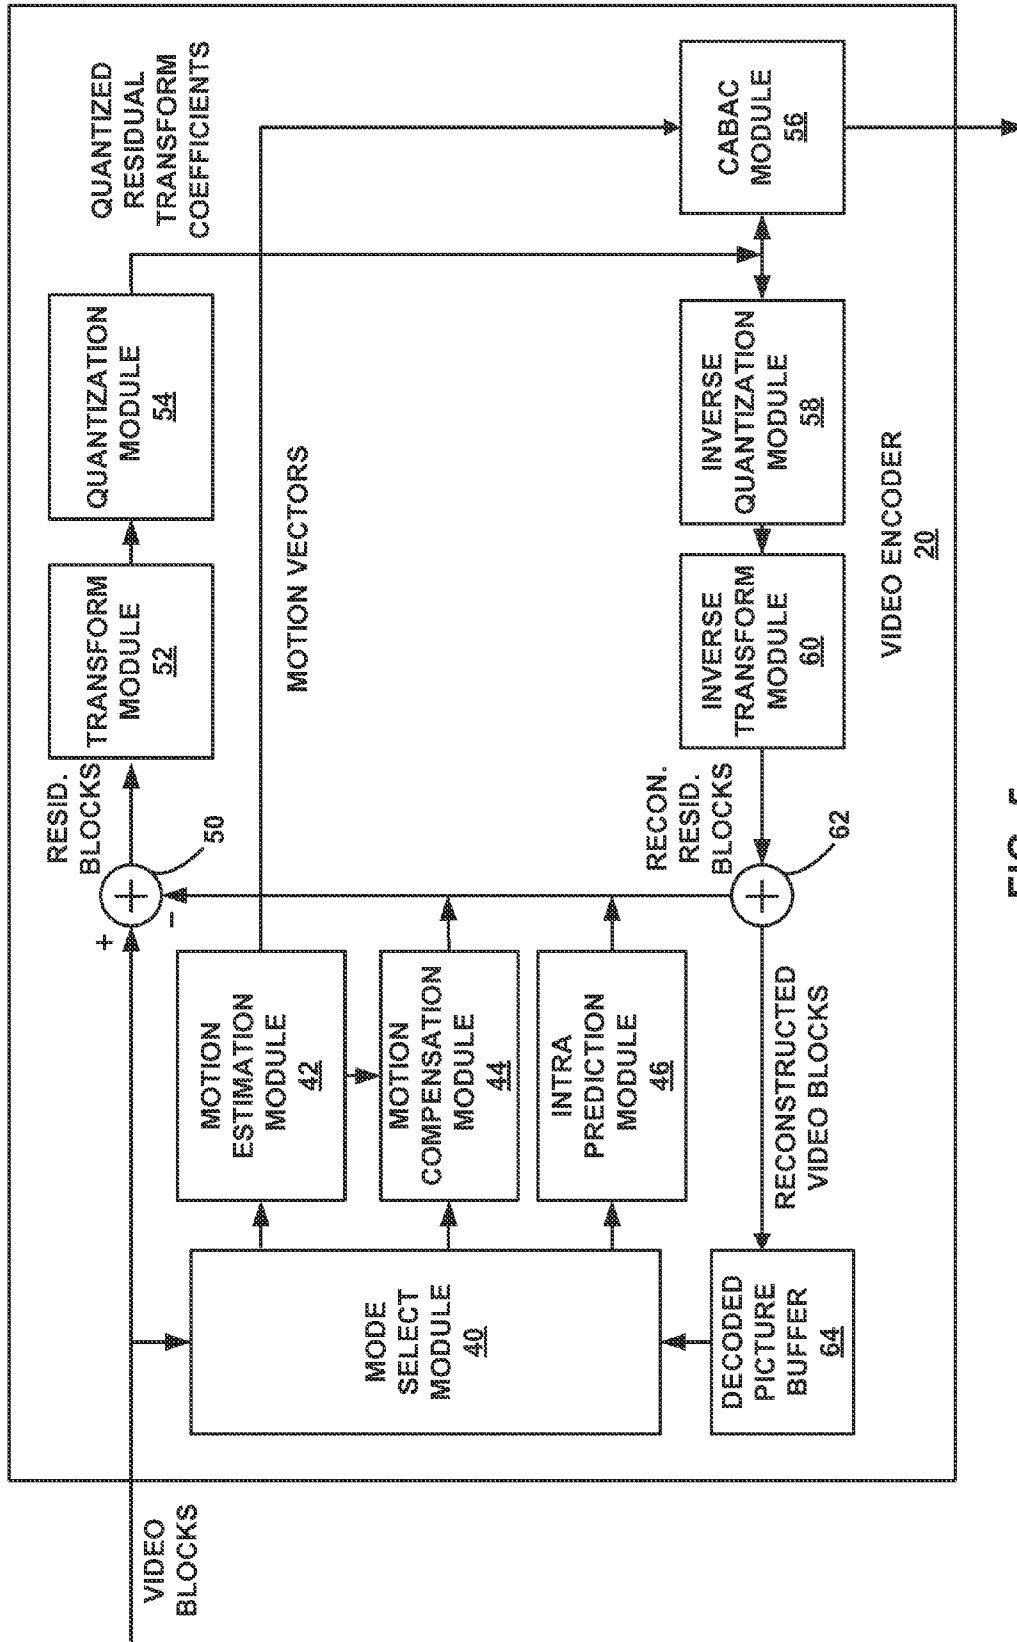 QUANTIZED
RESIDUAL
TRANSFORM
COEFFICIENTS
VIDEO
BLOCKS
+
-
50
RESID.
BLOCKS
TRANSFORM
MODULE
52
QUANTIZATION
MODULE
54
MOTION VECTORS
MODE
SELECT
MODULE
40
MOTION
ESTIMATION
MODULE
42
MOTION
COMPENSATION
MODULE
44
INTRA
PREDICTION
MODULE
46
CABAC
MODULE
56
INVERSE
QUANTIZATION
MODULE
58
INVERSE
TRANSFORM
MODULE
60
RECON.
RESID.
BLOCKS
62
RECONSTRUCTED
VIDEO BLOCKS
DECODED
PICTURE
BUFFER
64
VIDEO ENCODER
20